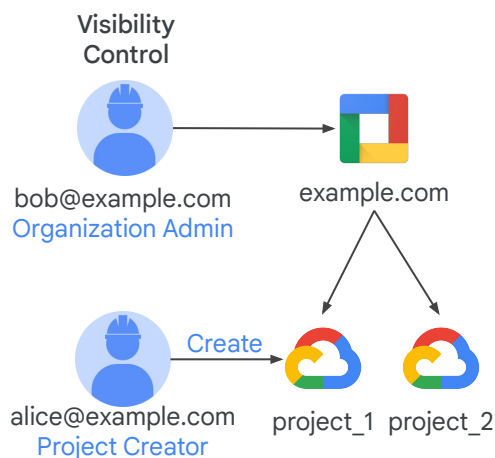 Visibility
Control
bob@example.com
Organization Admin
example.com
Create
alice@example.com
Project Creator
project_1
project_2